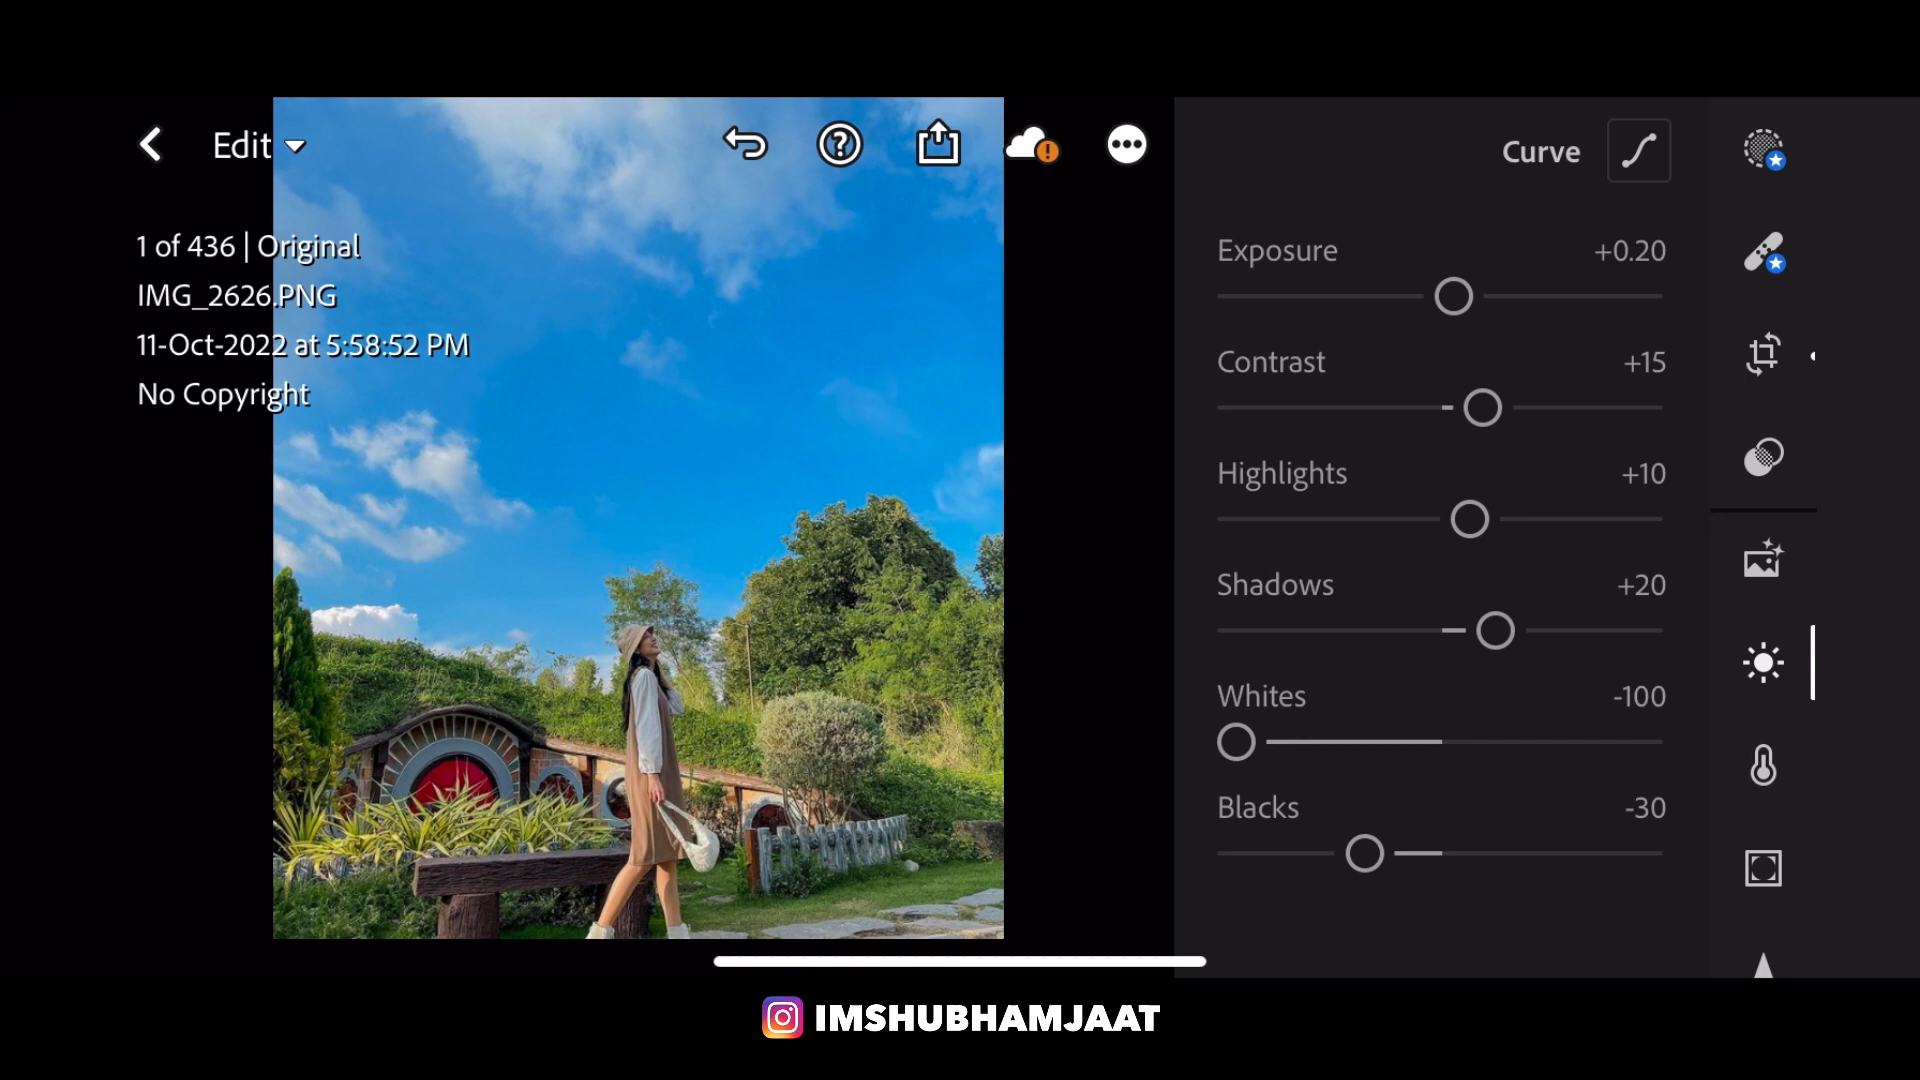 Edit
1 of 436 | Original
IMG_2626.PNG
11-Oct-2022 at 5:58:52 PM
No Copyright
Curve
Exposure +0.20
Contrast +15
Highlights +10
Shadows +20
Whites -100
Blacks -30
IMSHUBHAMJAAT